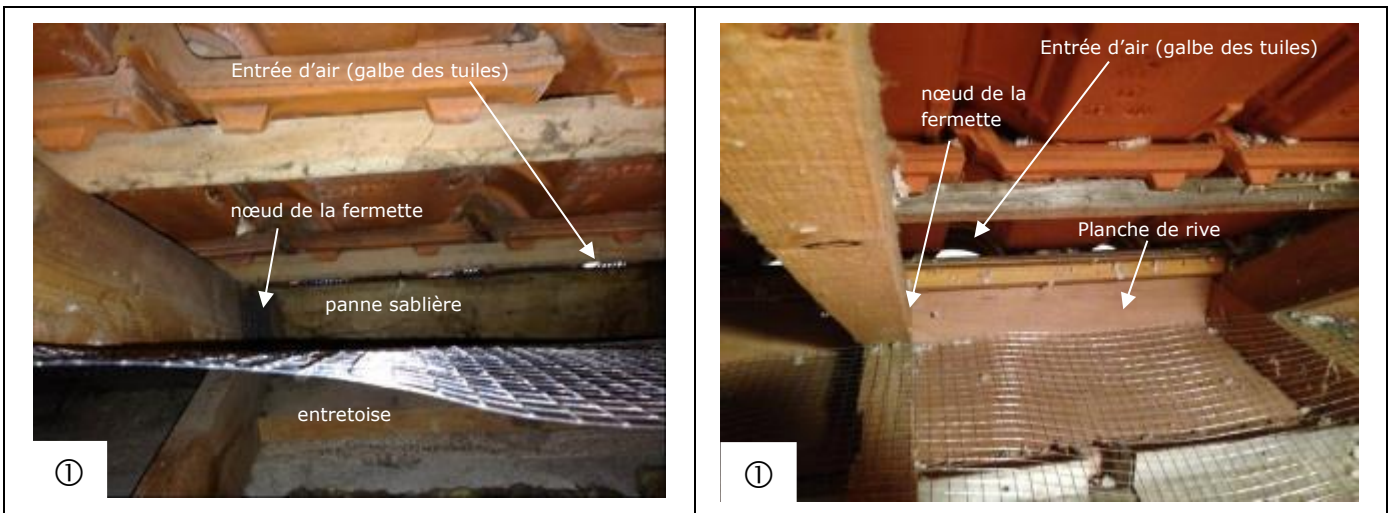 Entrée d’air (galbe des tuiles)
nœud de la fermette
panne sablière
entretoise
①
Entrée d’air (galbe des tuiles)
nœud de la
fermette
Planche de rive
①